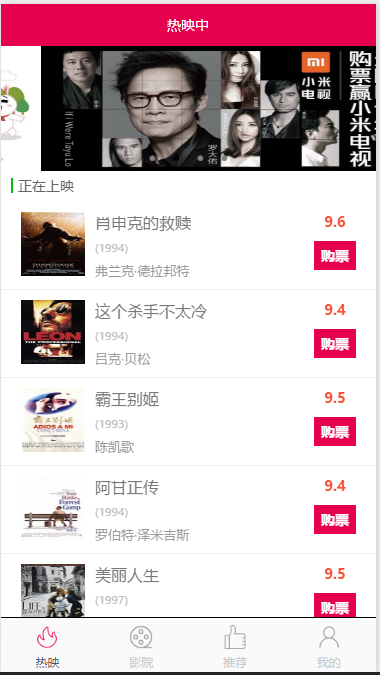 热映中
购票赢小米电视
小米电视
If I Were Tayu Lo
罗大佑
正在上映
肖申克的救赎
9.6
(1994)
购票
弗兰克·德拉邦特
LEON
THE PROFESSIONAL
这个杀手不太冷
9.4
(1994)
购票
吕克·贝松
霸王别姬
9.5
(1993)
购票
陈凯歌
ADIOS A MI
CONCUBINA
阿甘正传
9.4
(1994)
购票
罗伯特·泽米吉斯
Tom Hanks
Forrest Gump
美丽人生
9.5
(1997)
购票
LIFE
热映
影院
推荐
我的